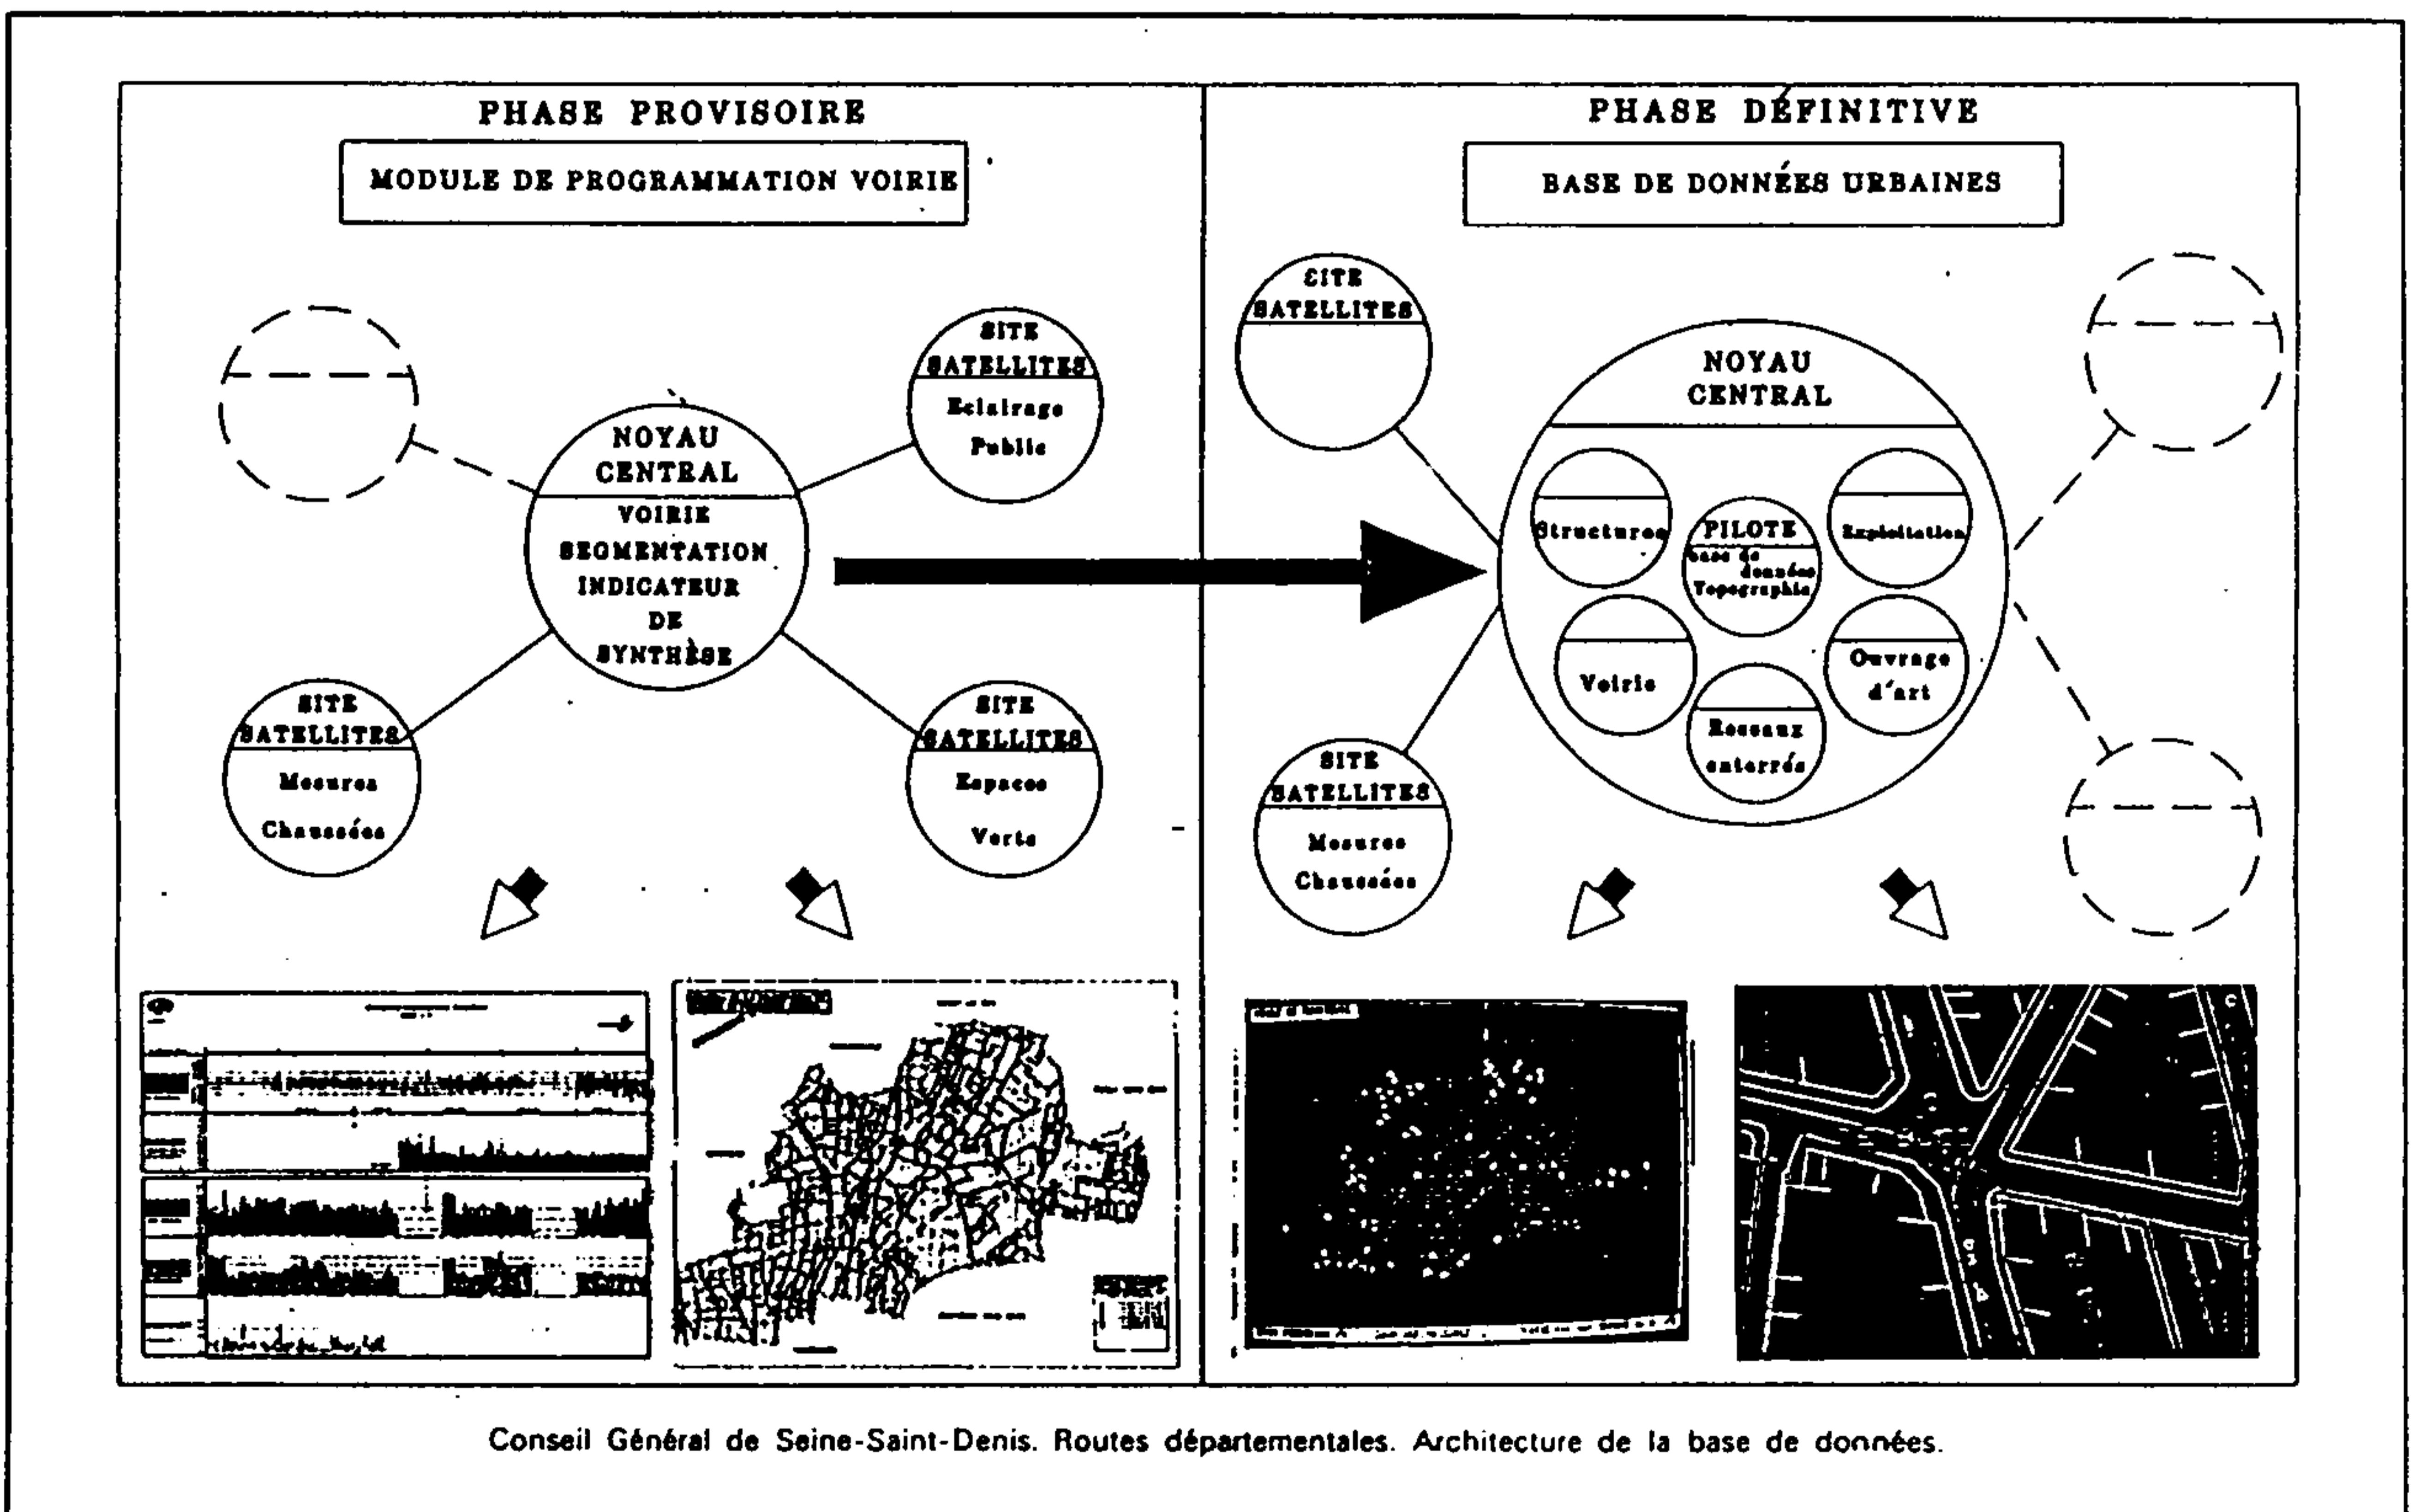 PHASE PROVISOIRE
MODULE DE PROGRAMMATION VOIRIE
SITE
SATELLITES
Eclairage
Public
NOYAU
CENTRAL
VOIRIE
SEGMENTATION
INDICATEUR
DE
SYNTHÈSE
SITE
SATELLITES
Mesures
Chaussées
SITE
SATELLITES
Espaces
Verts
PHASE DÉFINITIVE
BASE DE DONNÉES URBAINES
SITE
SATELLITES
NOYAU
CENTRAL
Structures
PILOTE
base de
données
Topographie
Exploitation
Voirie
Ouvrage
d'art
Reseaux
enterrés
SITE
SATELLITES
Mesures
Chaussées
Conseil Général de Seine-Saint-Denis. Routes départementales. Architecture de la base de données.